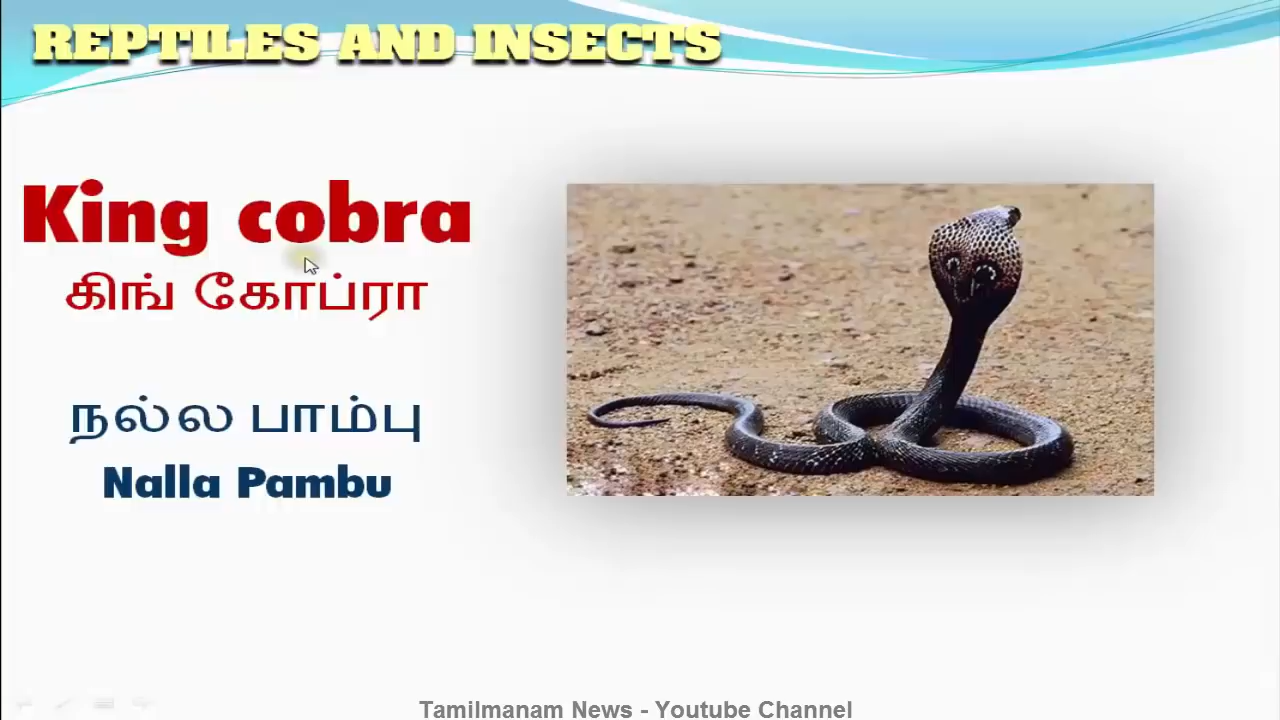 REPTILES AND INSECTS
King cobra
கிங் கோப்ரா
நல்ல பாம்பு
Nalla Pambu
Tamilmanam News - Youtube Channel